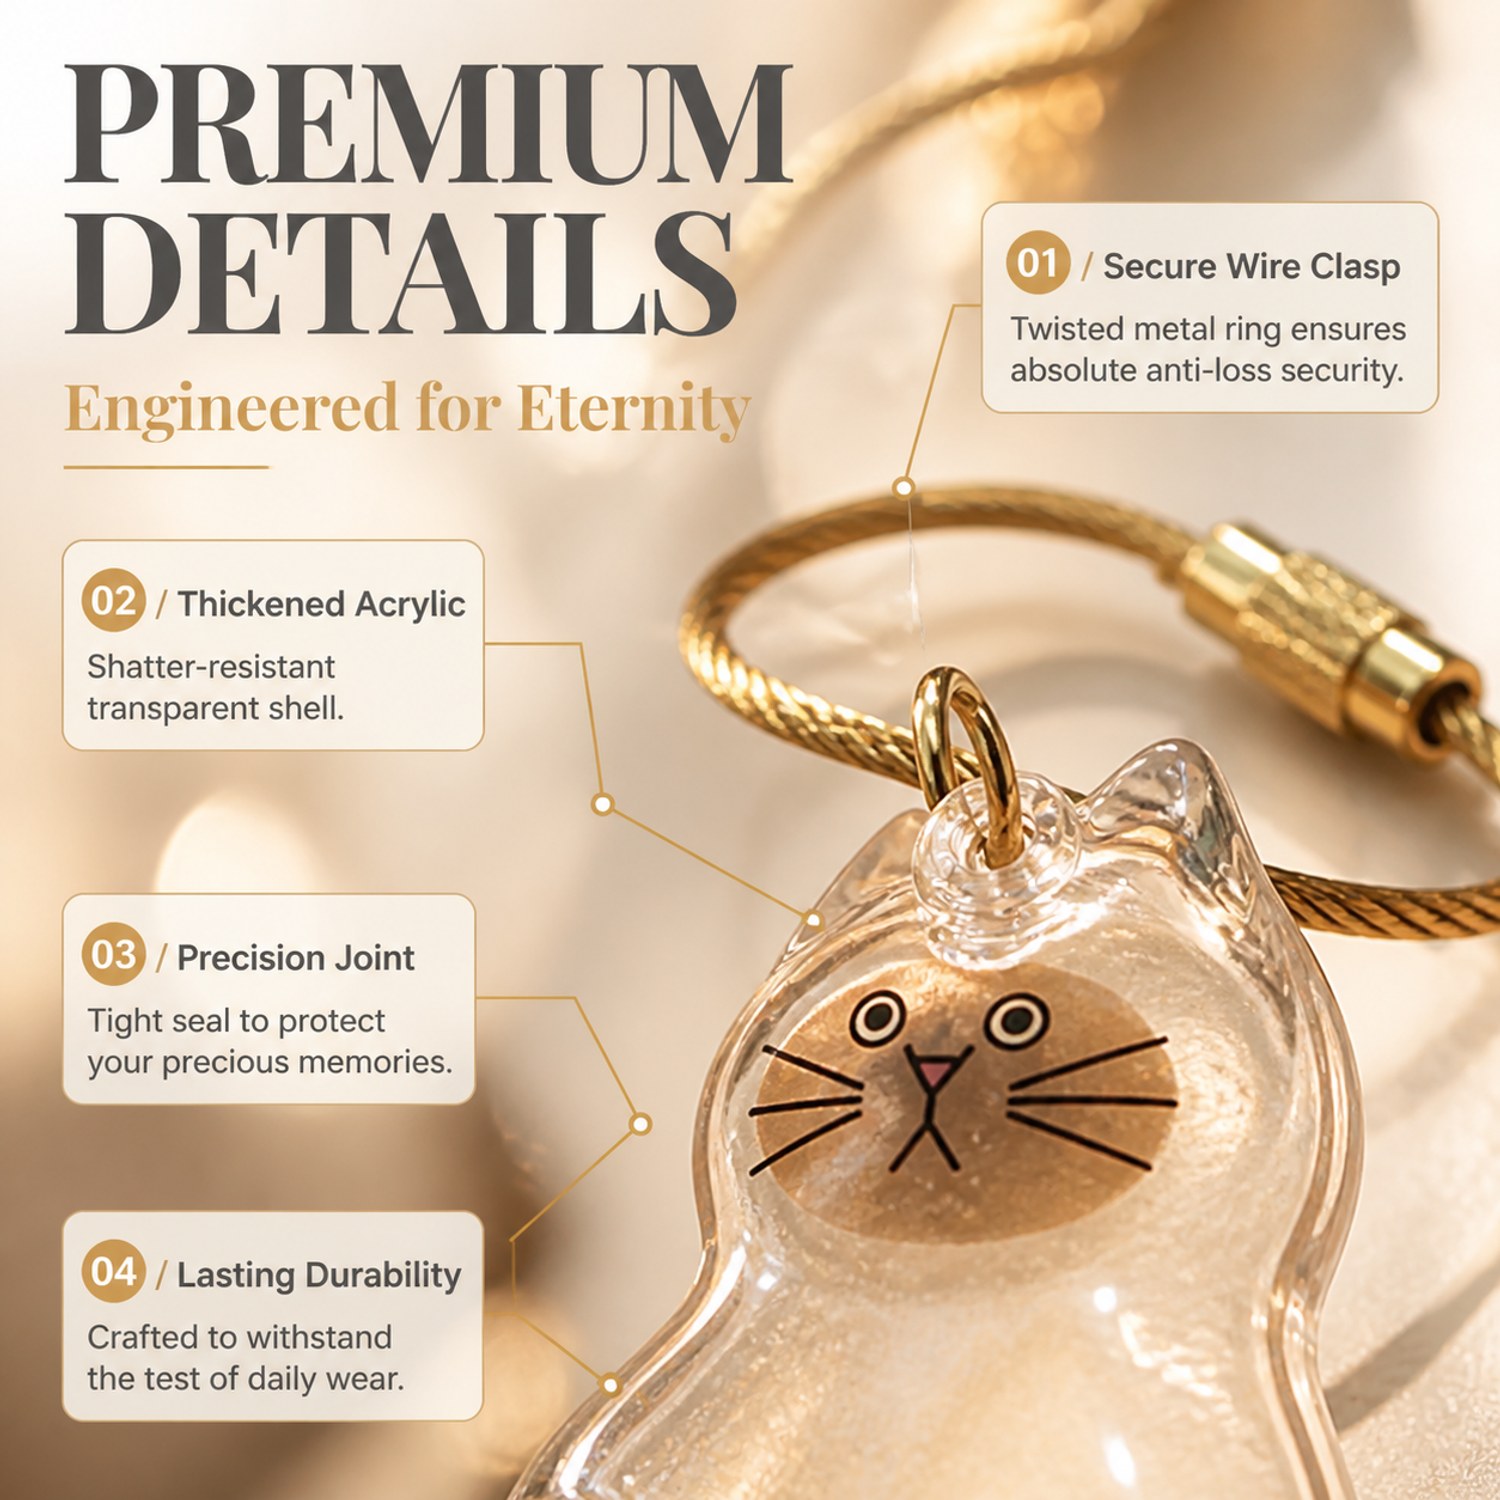 PREMIUM
DETAILS
Engineered for Eternity
01 / Secure Wire Clasp
Twisted metal ring ensures
absolute anti-loss security.
02 / Thickened Acrylic
Shatter-resistant
transparent shell.
03 / Precision Joint
Tight seal to protect
your precious memories.
04 / Lasting Durability
Crafted to withstand
the test of daily wear.